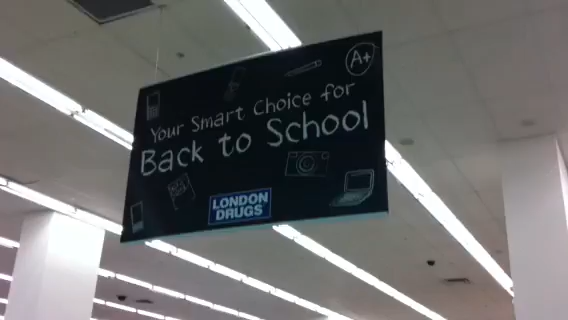 A+
Your Smart Choice for
Back to School
LONDON
DRUGS